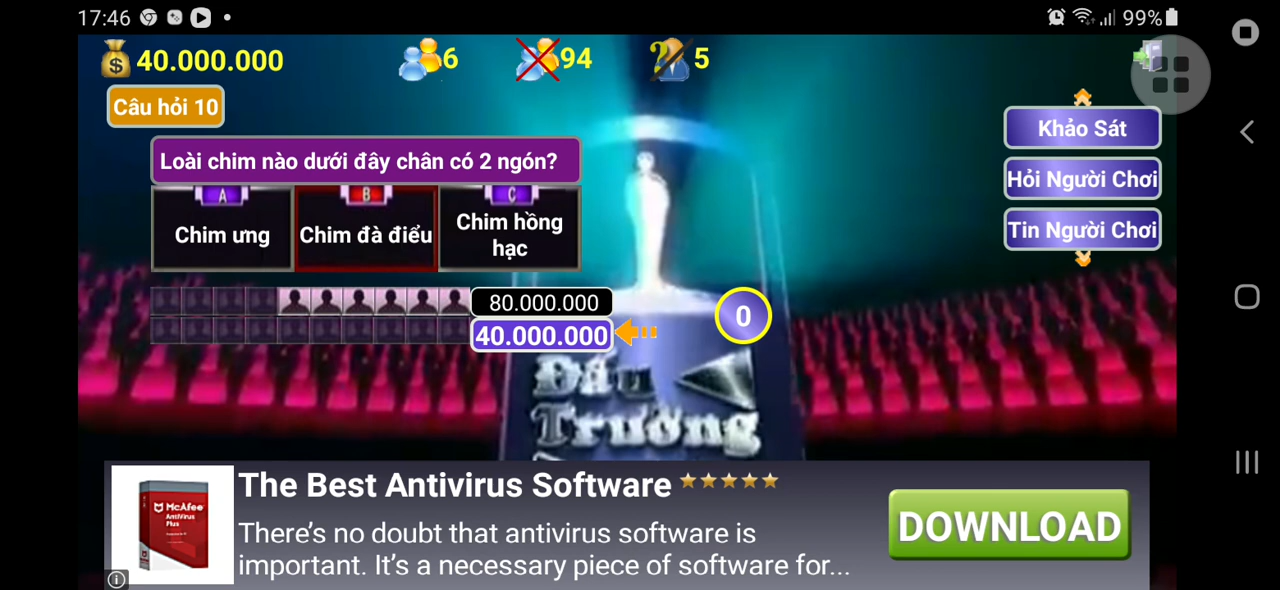 17:46
99%
40.000.000
6
94
5
Câu hỏi 10
Khảo Sát
Loài chim nào dưới đây chân có 2 ngón?
Hỏi Người Chơi
A
B
C
Chim ưng
Chim đà điểu
Chim hồng
hạc
Tin Người Chơi
80.000.000
0
40.000.000
Đấu
Trường
The Best Antivirus Software
McAfee
AntiVirus
Plus
There's no doubt that antivirus software is
important. It's a necessary piece of software for...
DOWNLOAD